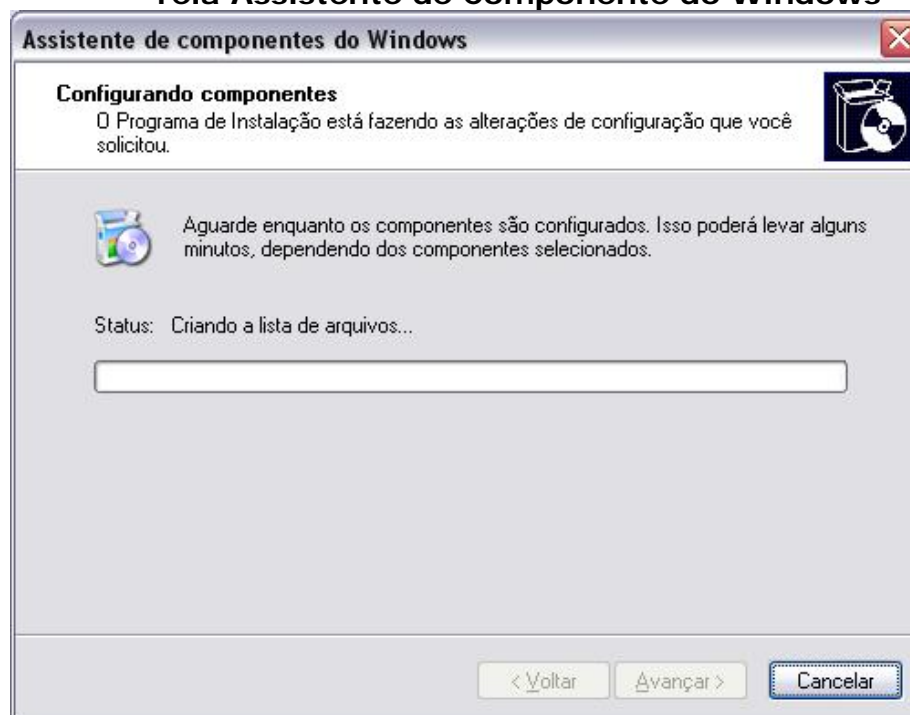 Tela Assistente de Componente do Windows
Assistente de componentes do Windows
Configurando componentes
O Programa de Instalação está fazendo as alterações de configuração que você
solicitou.
Aguarde enquanto os componentes são configurados. Isso poderá levar alguns
minutos, dependendo dos componentes selecionados.
Status: Criando a lista de arquivos...
< Voltar Avançar > Cancelar